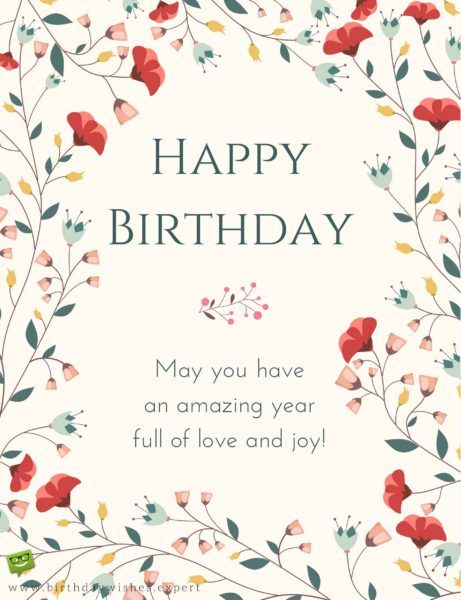 Happy
Birthday
May you have
an amazing year
full of love and joy!
www.birthdaywishes.expert